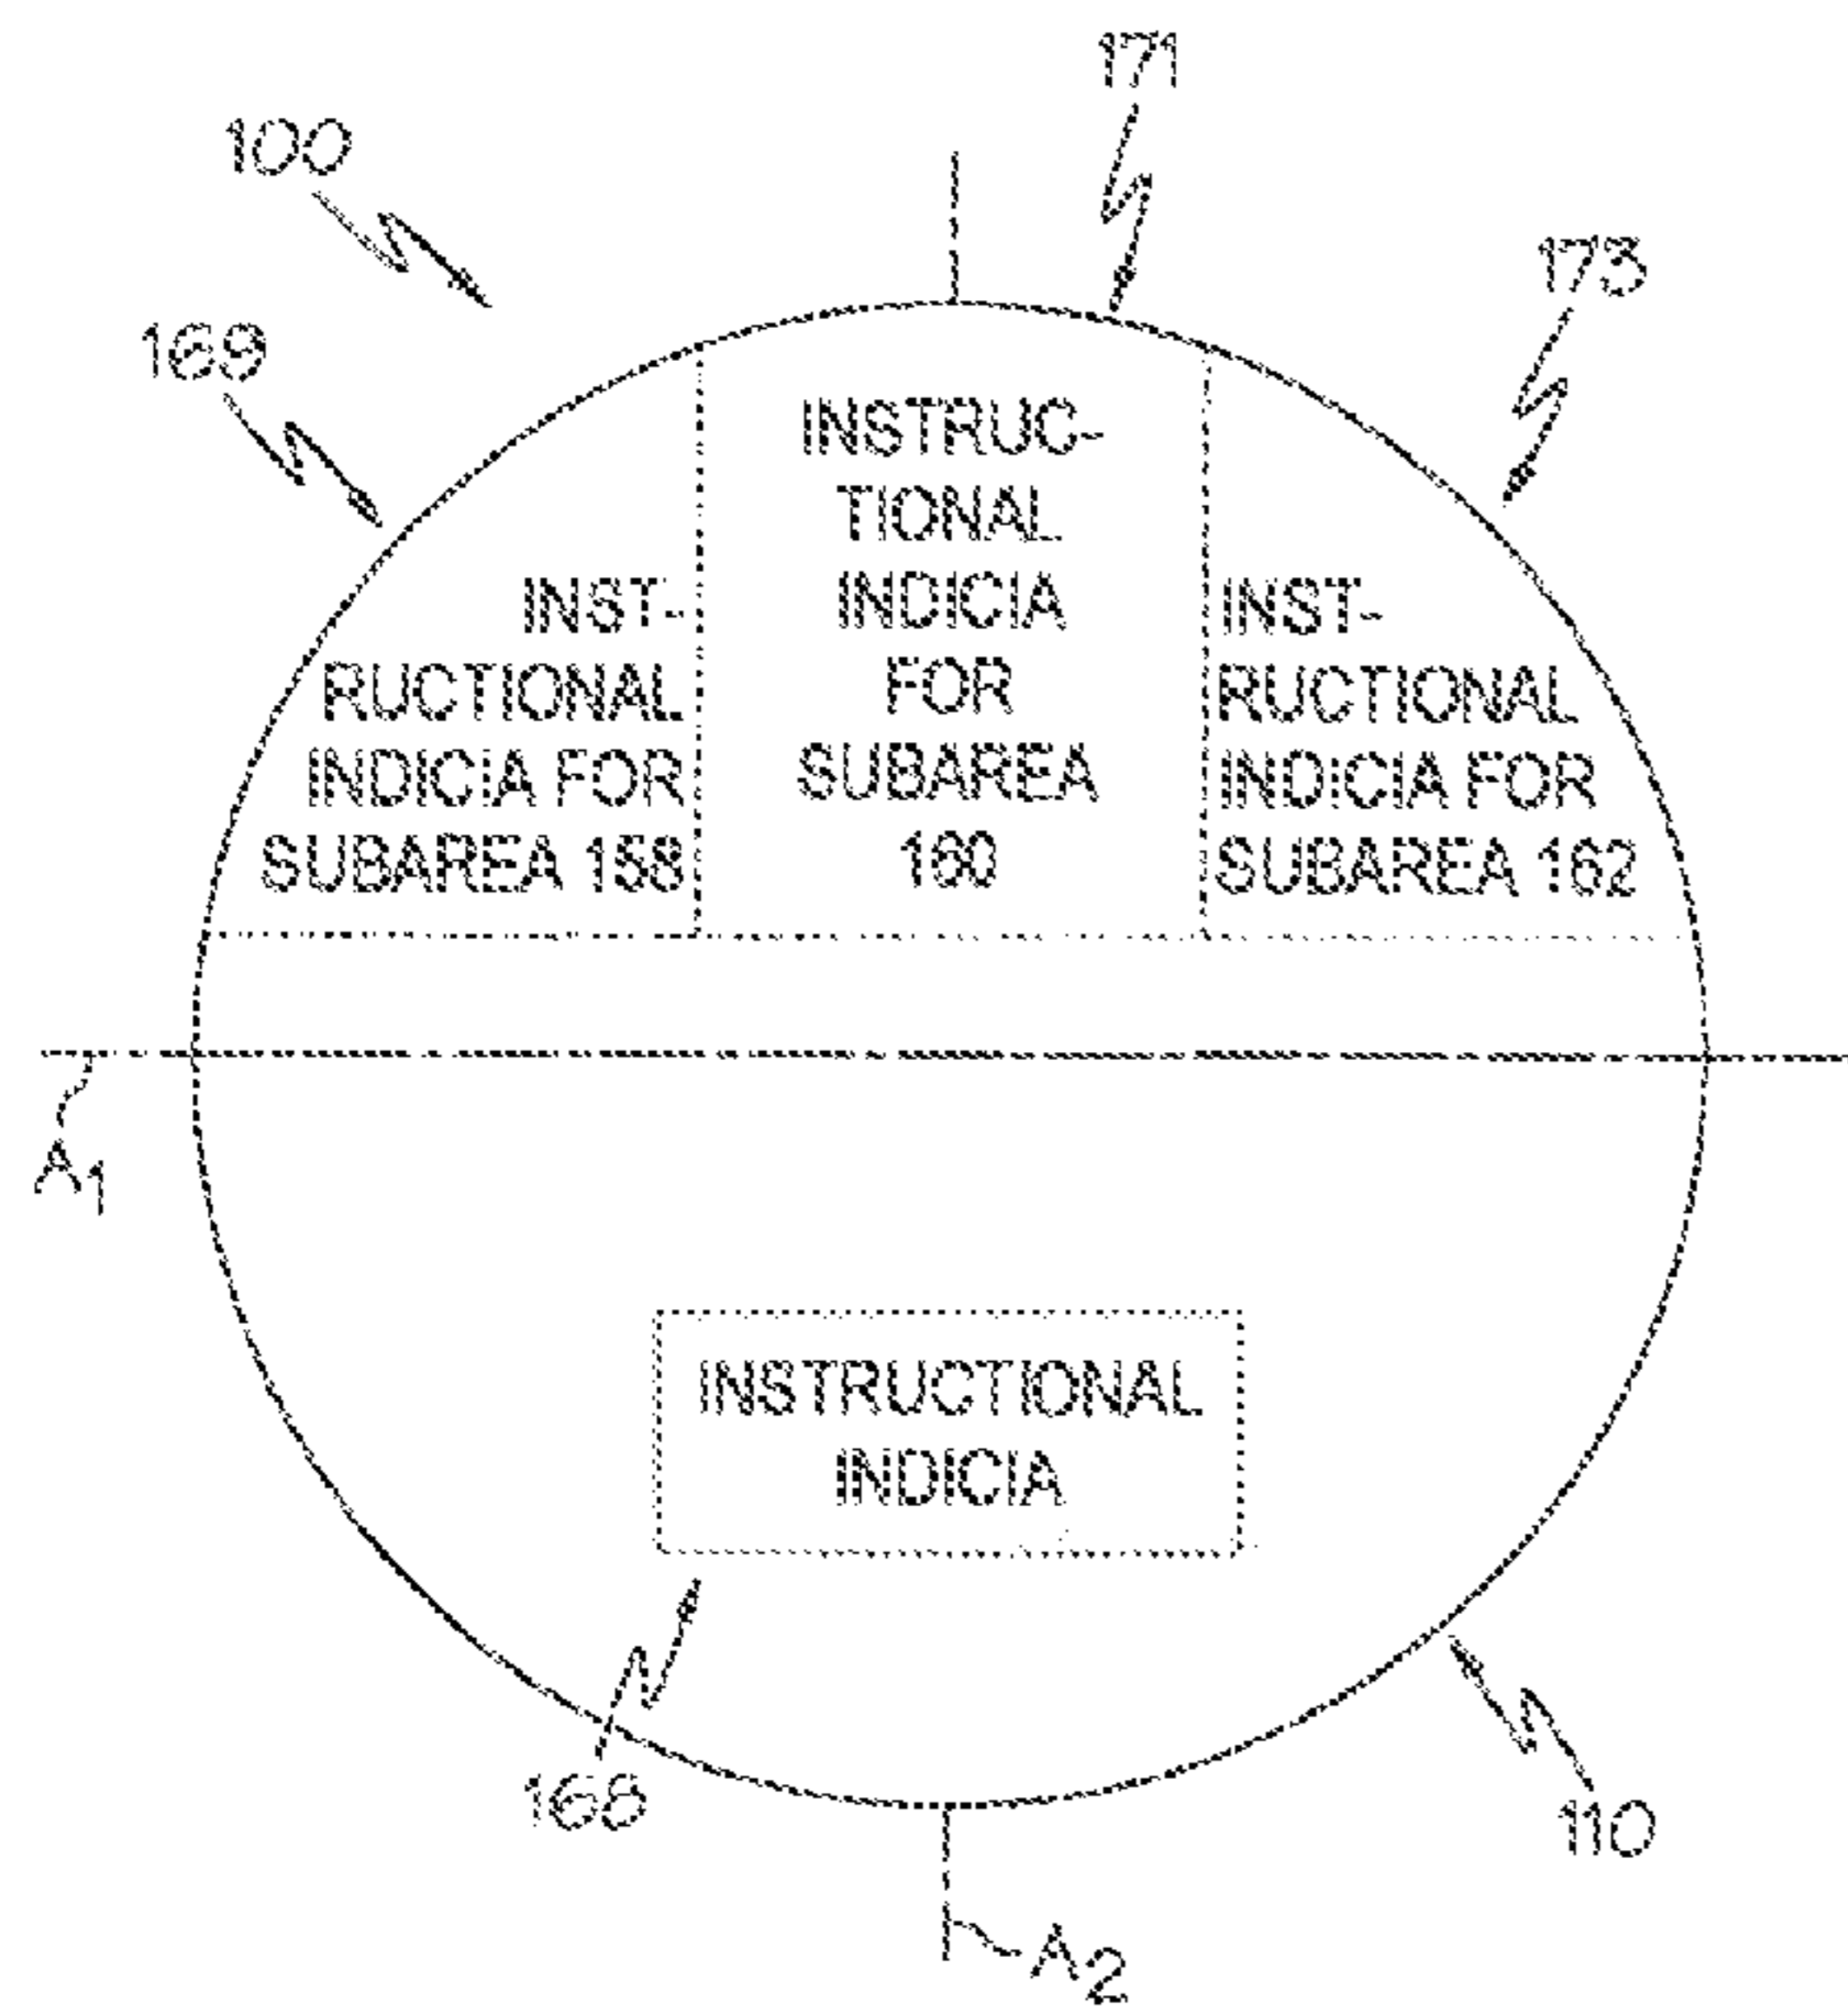 171
100
173
169
INSTRUC-
TIONAL
INDICIA
FOR
SUBAREA
160
INST-
RUCTIONAL
INDICIA FOR
SUBAREA 158
INST-
RUCTIONAL
INDICIA FOR
SUBAREA 162
A1
INSTRUCTIONAL
INDICIA
110
A2